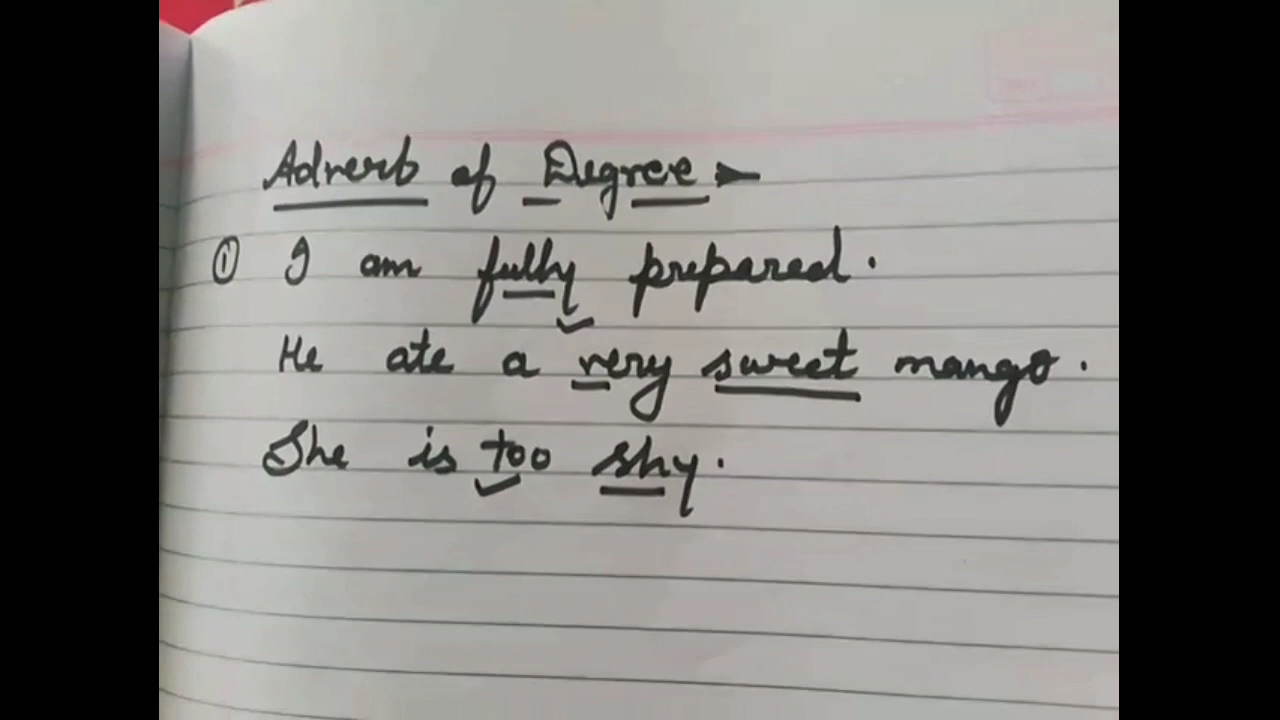 Adverb of Degree
① I am fully prepared.
He ate a very sweet mango.
She is too shy.